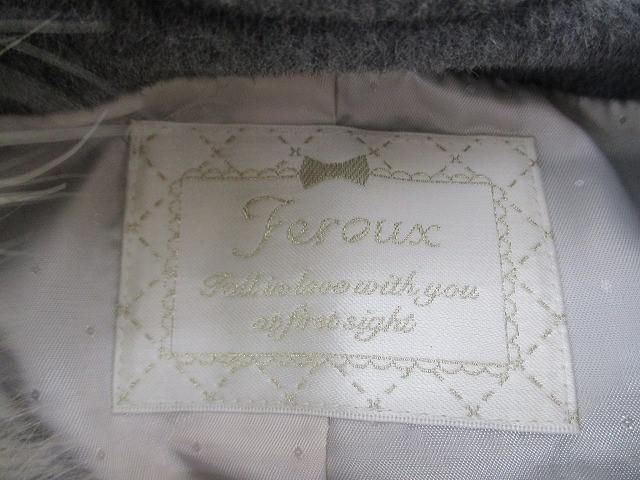 Feroux
Fall in love with you
at first sight